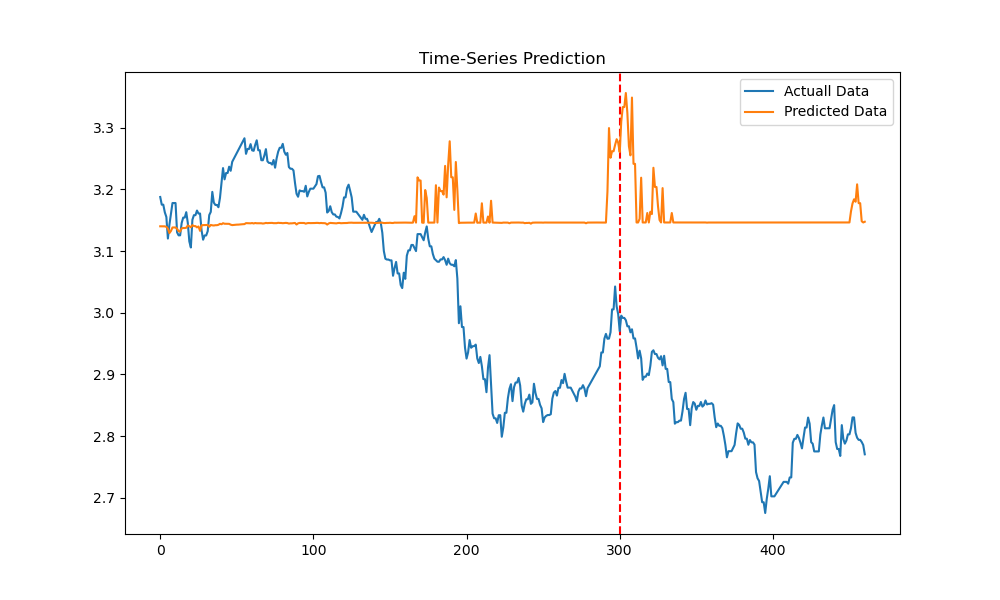 Time-Series Prediction
Actuall Data
Predicted Data
3.3
3.2
3.1
3.0
2.9
2.8
2.7
0 100 200 300 400